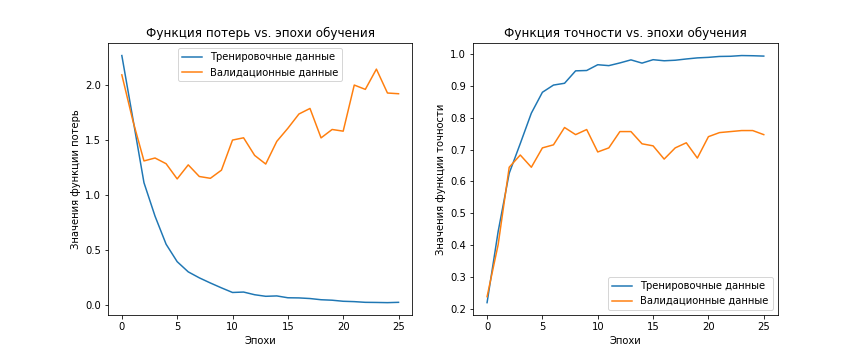 Функция потерь vs. эпохи обучения
Тренировочные данные
Валидационные данные
Значения функции потерь
2.0
1.5
1.0
0.5
0.0
0
5
10
15
20
25
Эпохи
Функция точности vs. эпохи обучения
Значения функции точности
1.0
0.9
0.8
0.7
0.6
0.5
0.4
0.3
0.2
Тренировочные данные
Валидационные данные
0
5
10
15
20
25
Эпохи